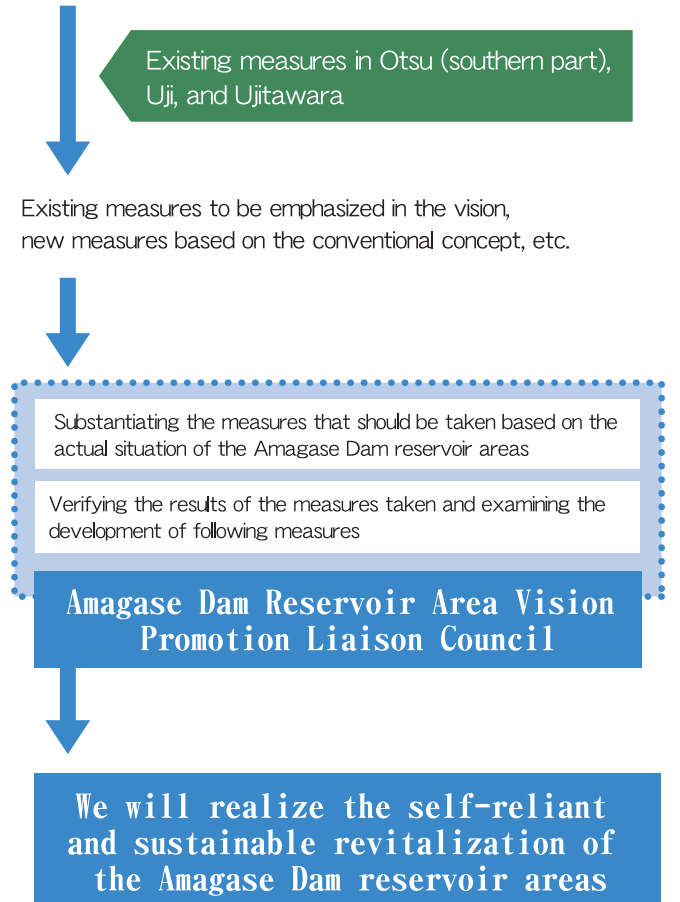 Existing measures in Otsu (southern part),
Uji, and Ujitawara
Existing measures to be emphasized in the vision,
new measures based on the conventional concept, etc.
Substantiating the measures that should be taken based on the
actual situation of the Amagase Dam reservoir areas
Verifying the results of the measures taken and examining the
development of following measures
Amagase Dam Reservoir Area Vision
Promotion Liaison Council
We will realize the self-reliant
and sustainable revitalization of
the Amagase Dam reservoir areas